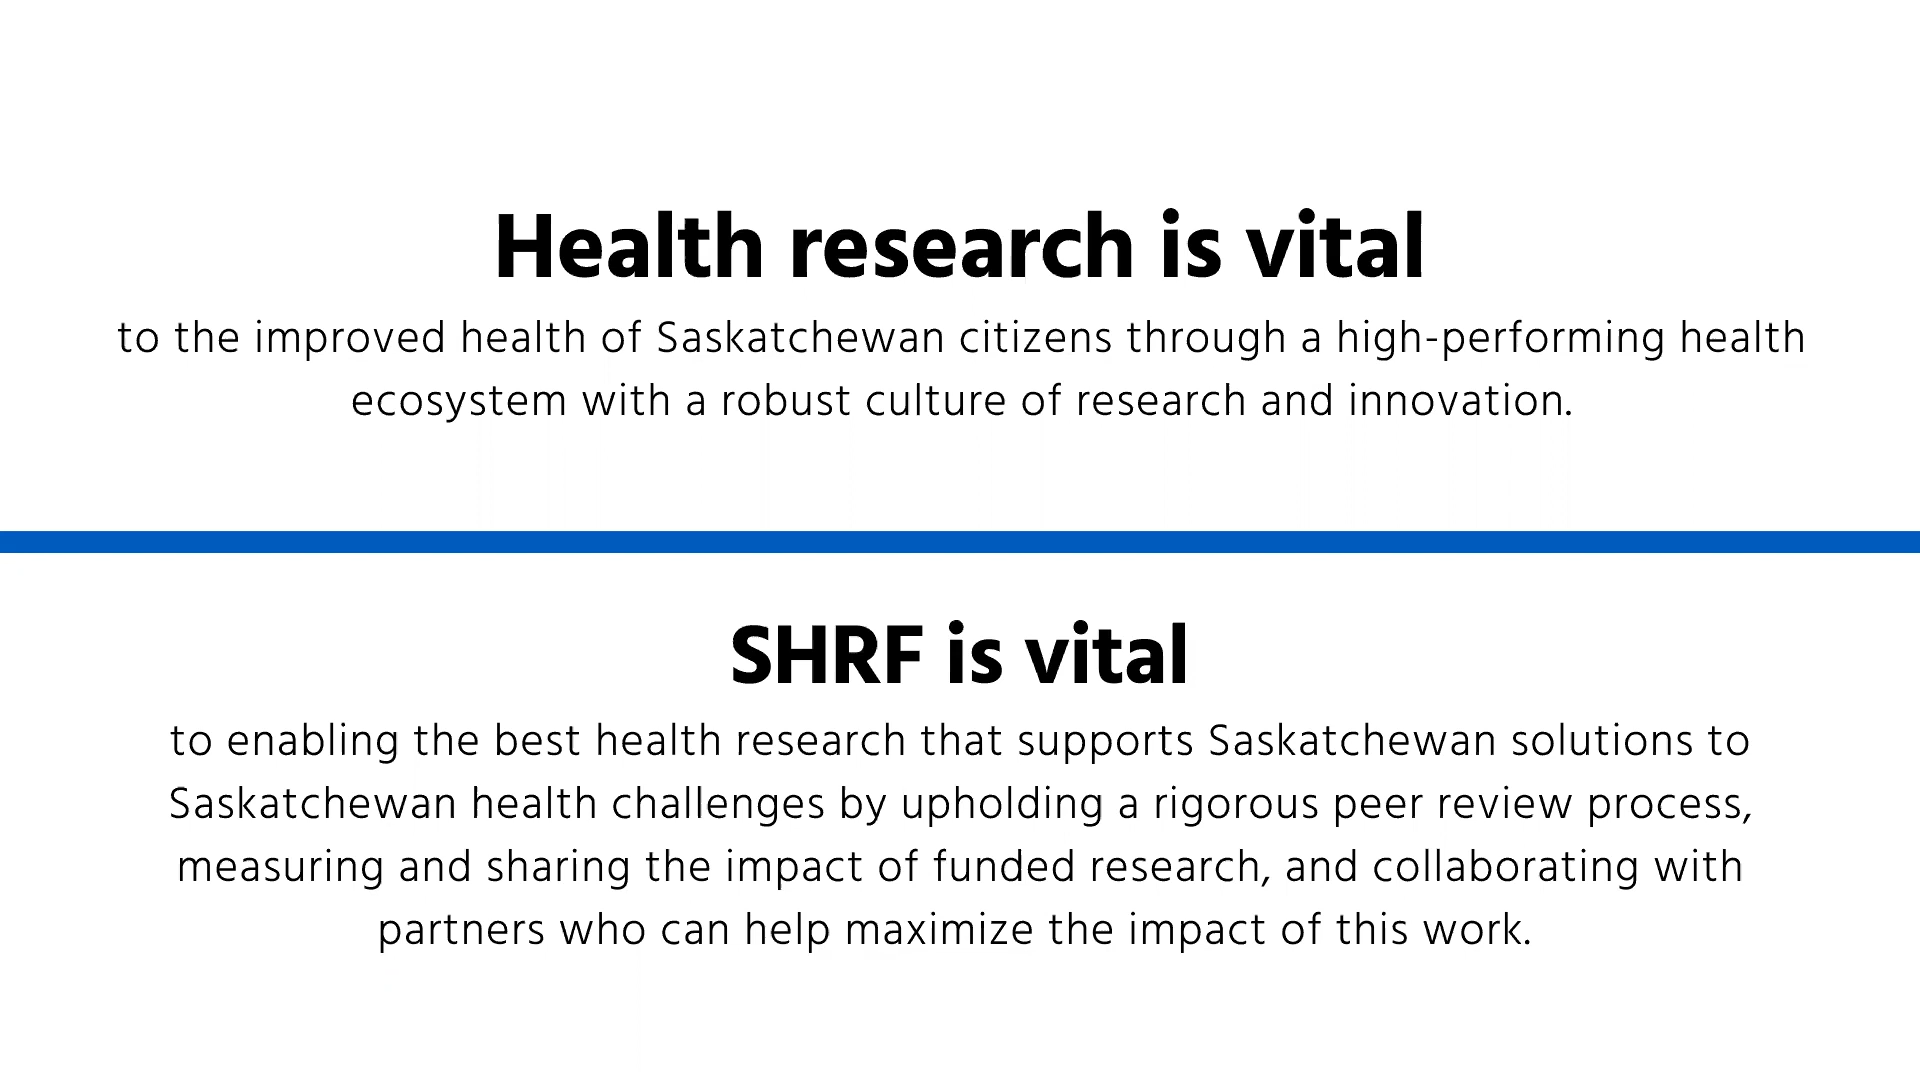 Health research is vital
to the improved health of Saskatchewan citizens through a high-performing health
ecosystem with a robust culture of research and innovation.
SHRF is vital
to enabling the best health research that supports Saskatchewan solutions to
Saskatchewan health challenges by upholding a rigorous peer review process,
measuring and sharing the impact of funded research, and collaborating with
partners who can help maximize the impact of this work.